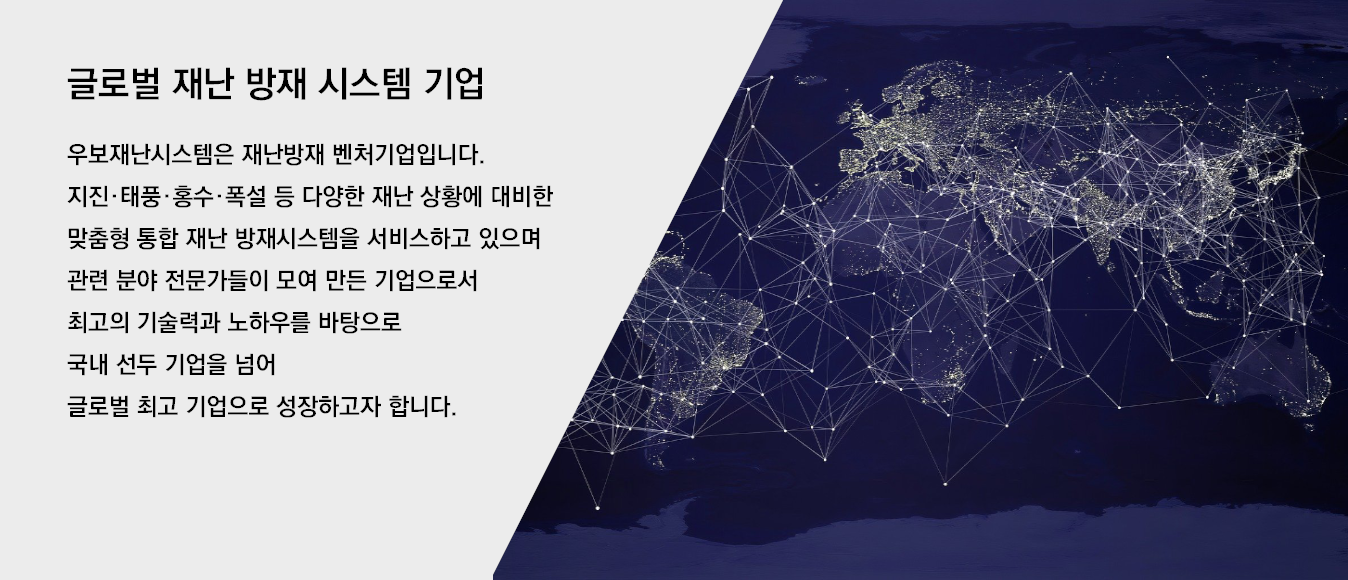 글로벌 재난 방재 시스템 기업
우보재난시스템은 재난방재 벤처기업입니다.
지진·태풍·홍수·폭설 등 다양한 재난 상황에 대비한
맞춤형 통합 재난 방재시스템을 서비스하고 있으며
관련 분야 전문가들이 모여 만든 기업으로서
최고의 기술력과 노하우를 바탕으로
국내 선두 기업을 넘어
글로벌 최고 기업으로 성장하고자 합니다.